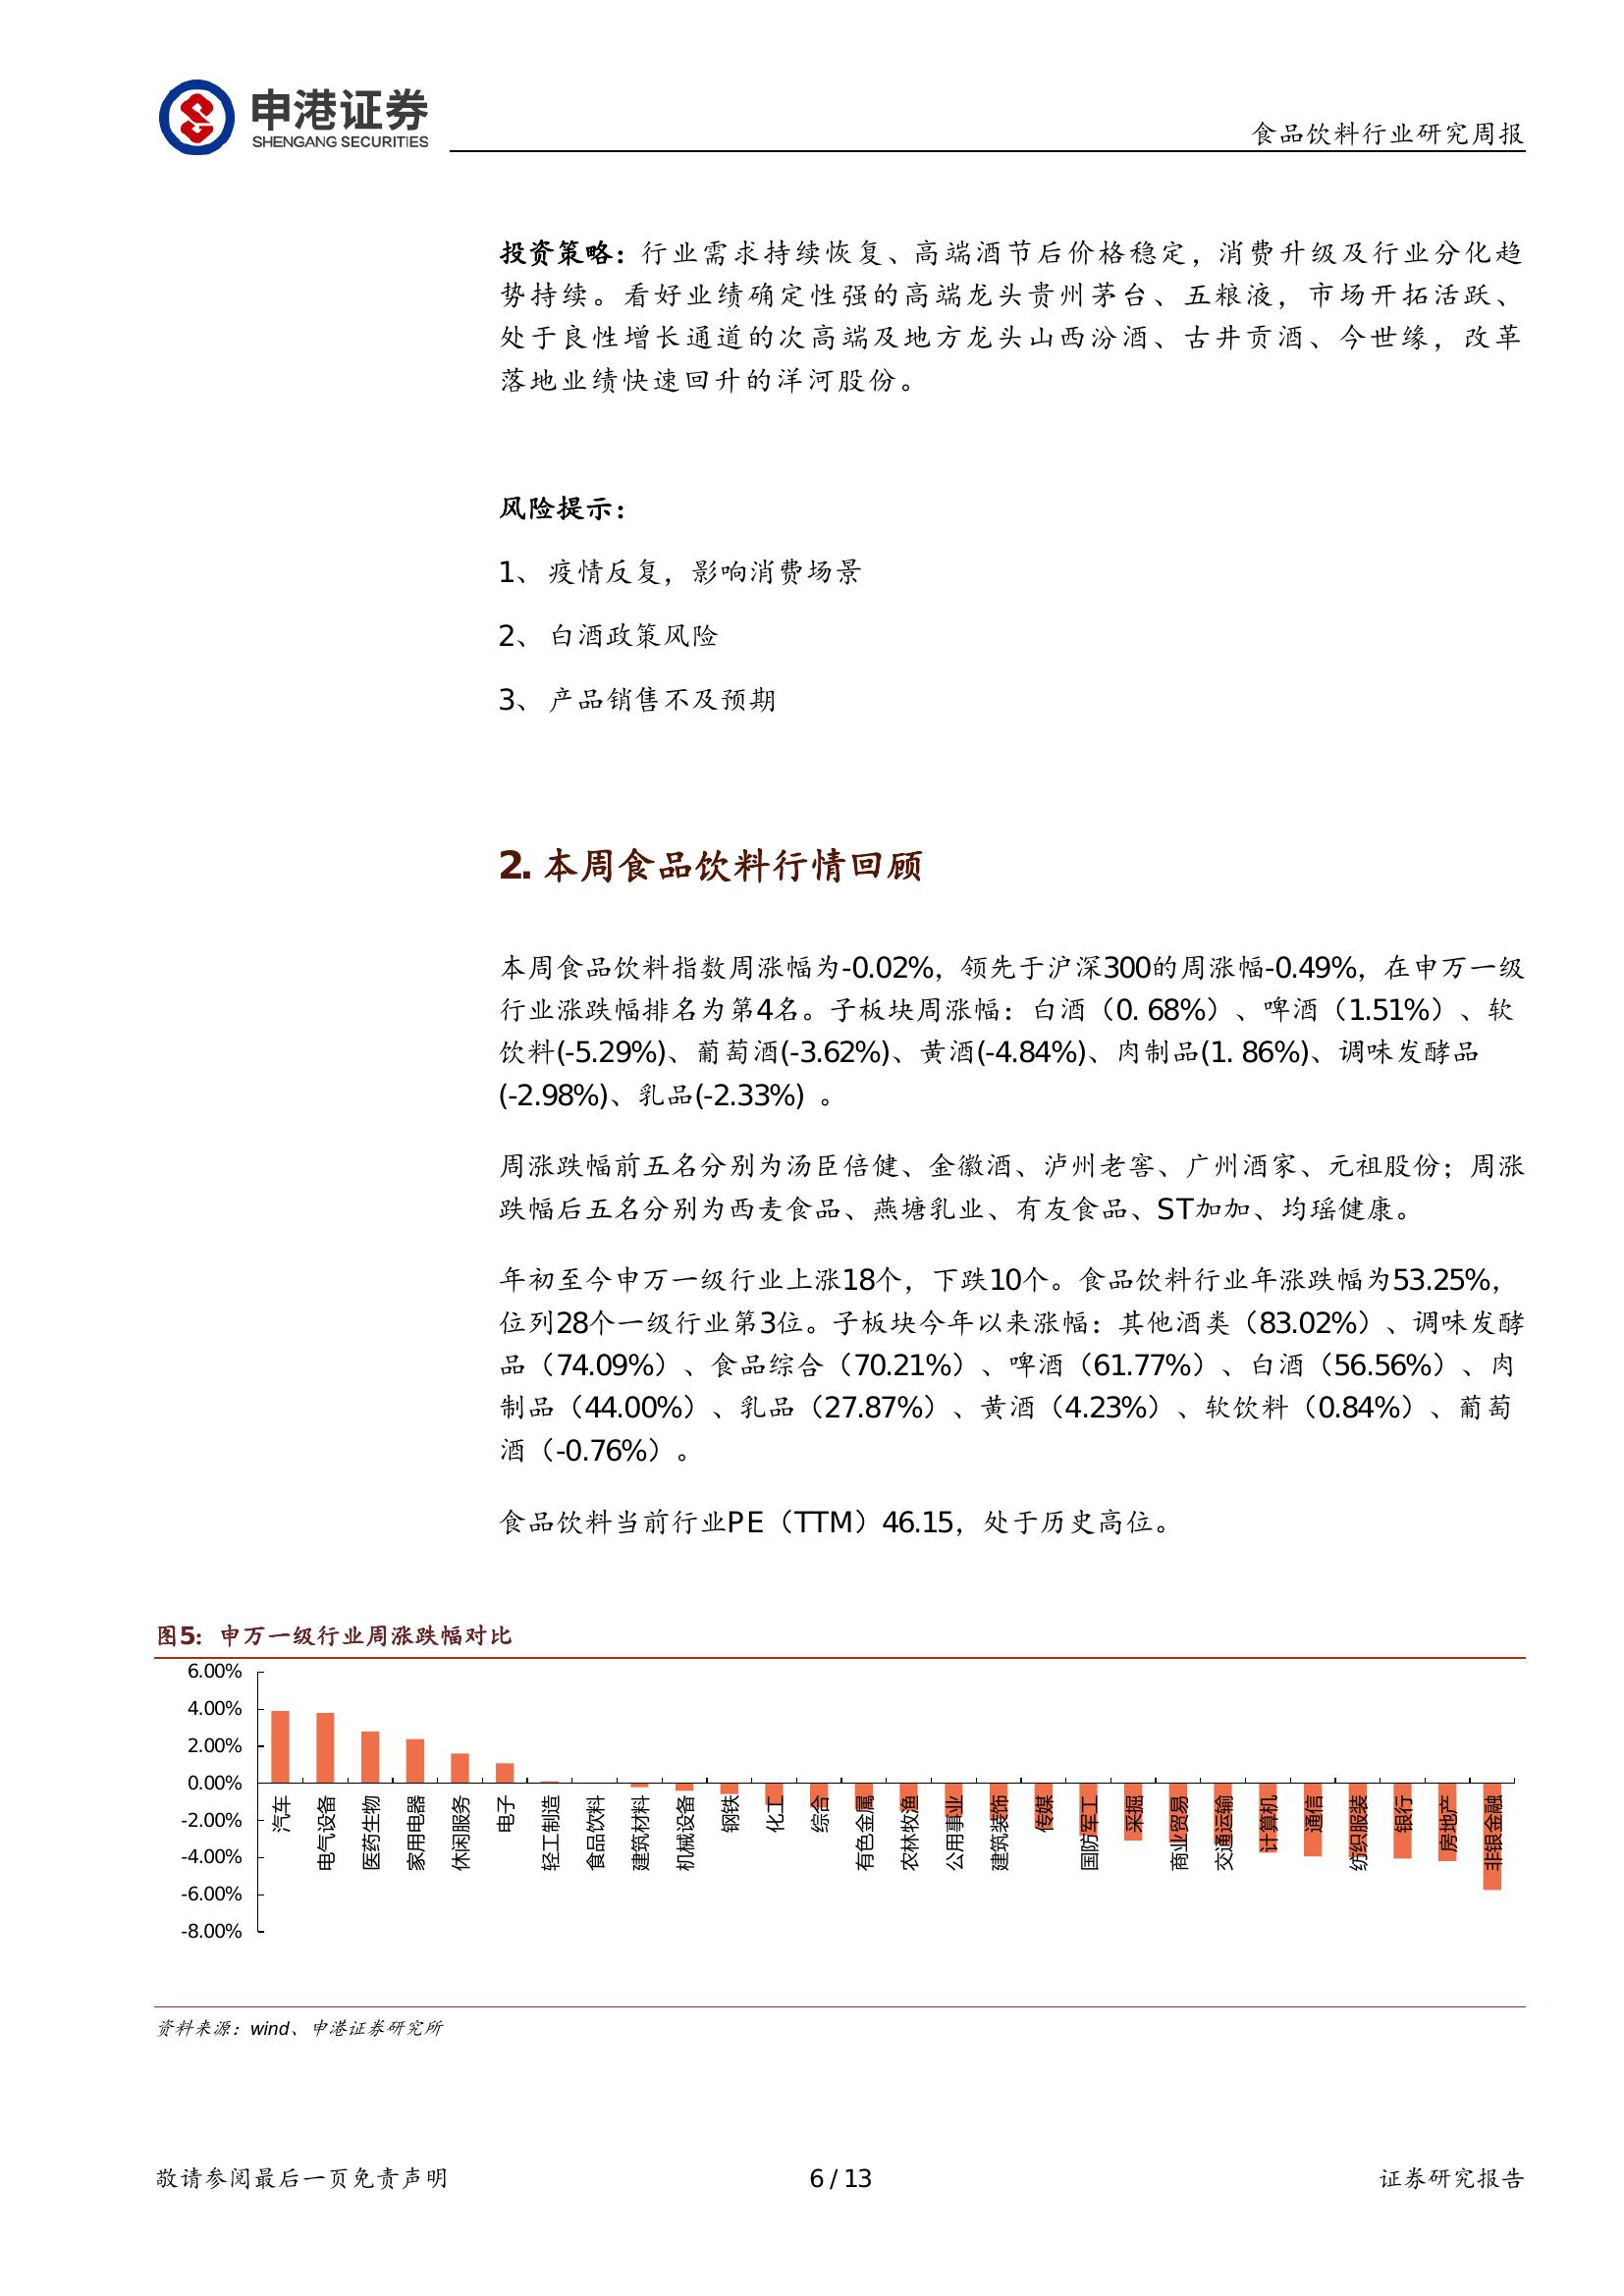 申港证券
SHENGANG SECURITIES
食品饮料行业研究周报
投资策略：行业需求持续恢复、高端酒节后价格稳定，消费升级及行业分化趋
势持续。看好业绩确定性强的高端龙头贵州茅台、五粮液，市场开拓活跃、
处于良性增长通道的次高端及地方龙头山西汾酒、古井贡酒、今世缘，改革
落地业绩快速回升的洋河股份。
风险提示：
1、 疫情反复，影响消费场景
2、 白酒政策风险
3、 产品销售不及预期
2. 本周食品饮料行情回顾
本周食品饮料指数周涨幅为-0.02%，领先于沪深300的周涨幅-0.49%，在申万一级
行业涨跌幅排名为第4名。子板块周涨幅：白酒（0. 68%）、啤酒（1.51%）、软
饮料(-5.29%)、葡萄酒(-3.62%)、黄酒(-4.84%)、肉制品(1. 86%)、调味发酵品
(-2.98%)、乳品(-2.33%) 。
周涨跌幅前五名分别为汤臣倍健、金徽酒、泸州老窖、广州酒家、元祖股份；周涨
跌幅后五名分别为西麦食品、燕塘乳业、有友食品、ST加加、均瑶健康。
年初至今申万一级行业上涨18个，下跌10个。食品饮料行业年涨跌幅为53.25%，
位列28个一级行业第3位。子板块今年以来涨幅：其他酒类（83.02%）、调味发酵
品（74.09%）、食品综合（70.21%）、啤酒（61.77%）、白酒（56.56%）、肉
制品（44.00%）、乳品（27.87%）、黄酒（4.23%）、软饮料（0.84%）、葡萄
酒（-0.76%）。
食品饮料当前行业PE（TTM）46.15，处于历史高位。
图5：申万一级行业周涨跌幅对比
6.00%
4.00%
2.00%
0.00%
-2.00%
-4.00%
-6.00%
-8.00%
汽车
电气设备
医药生物
家用电器
休闲服务
电子
轻工制造
食品饮料
建筑材料
机械设备
钢铁
化工
综合
有色金属
农林牧渔
公用事业
建筑装饰
传媒
国防军工
采掘
商业贸易
交通运输
计算机
通信
纺织服装
银行
房地产
非银金融
资料来源：wind、申港证券研究所
敬请参阅最后一页免责声明
6 / 13
证券研究报告